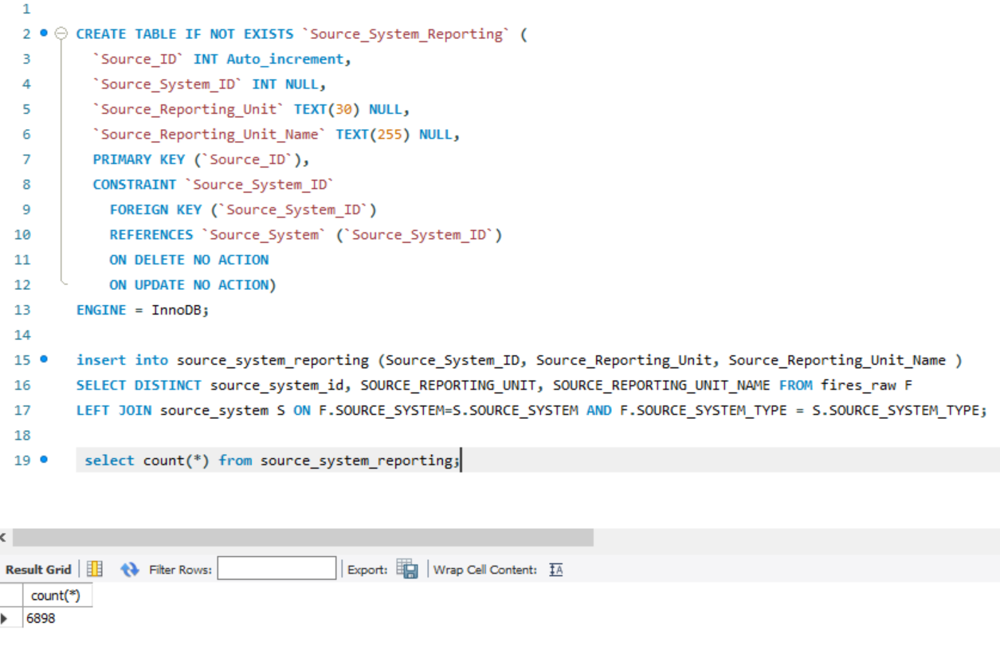 1
2 CREATE TABLE IF NOT EXISTS `Source_System_Reporting` (
3 `Source_ID` INT Auto_increment,
4 `Source_System_ID` INT NULL,
5 `Source_Reporting_Unit` TEXT(30) NULL,
6 `Source_Reporting_Unit_Name` TEXT(255) NULL,
7 PRIMARY KEY (`Source_ID`),
8 CONSTRAINT `Source_System_ID`
9 FOREIGN KEY (`Source_System_ID`)
10 REFERENCES `Source_System` (`Source_System_ID`)
11 ON DELETE NO ACTION
12 ON UPDATE NO ACTION)
13 ENGINE = InnoDB;
14
15 insert into source_system_reporting (Source_System_ID, Source_Reporting_Unit, Source_Reporting_Unit_Name )
16 SELECT DISTINCT source_system_id, SOURCE_REPORTING_UNIT, SOURCE_REPORTING_UNIT_NAME FROM fires_raw F
17 LEFT JOIN source_system S ON F.SOURCE_SYSTEM=S.SOURCE_SYSTEM AND F.SOURCE_SYSTEM_TYPE = S.SOURCE_SYSTEM_TYPE;
18
19 select count(*) from source_system_reporting;
Result Grid Filter Rows: Export: Wrap Cell Content: IA
count(*)
6898